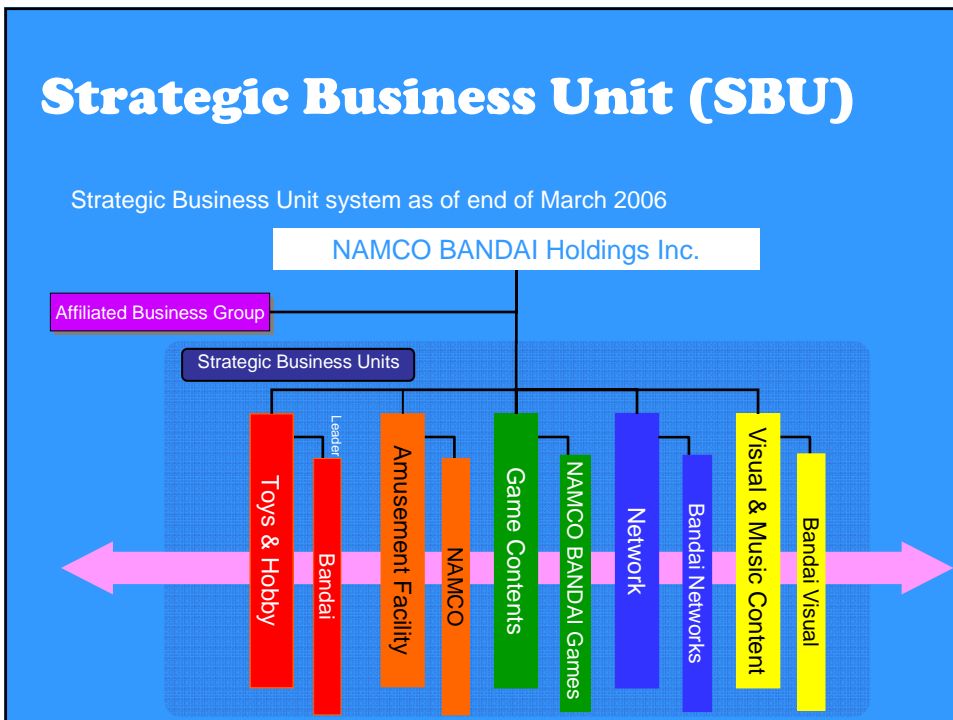 Strategic Business Unit (SBU)
Strategic Business Unit system as of end of March 2006
NAMCO BANDAI Holdings Inc.
Affiliated Business Group
Strategic Business Units
Toys & Hobby
Leader
Bandai
Amusement Facility
NAMCO
Game Contents
NAMCO BANDAI Games
Network
Bandai Networks
Visual & Music Content
Bandai Visual